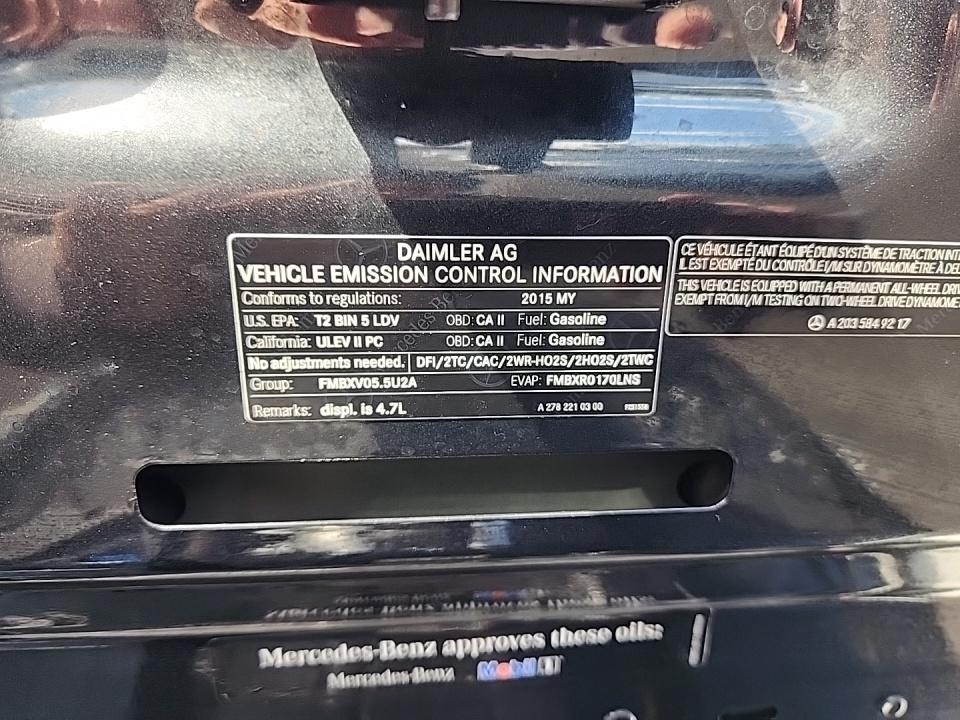 DAIMLER AG
VEHICLE EMISSION CONTROL INFORMATION
Conforms to regulations: 2015 MY
U.S. EPA: T2 BIN 5 LDV OBD: CA II Fuel: Gasoline
California: ULEV II PC OBD: CA II Fuel: Gasoline
No adjustments needed. DFI/2TC/CAC/2WR-HO2S/2HO2S/2TWC
Group: FMBXV05.5U2A EVAP: FMBXR0170LNS
Remarks: displ. is 4.7L A 278 221 03 00
CE VÉHICULE ÉTANT ÉQUIPÉ D'UN SYSTÈME DE TRACTION
IL EST EXEMPTÉ DU CONTRÔLE I/M SUR DYNAMOMÈTRE À
THIS VEHICLE IS EQUIPPED WITH A PERMANENT ALL-WHEEL
EXEMPT FROM I/M TESTING ON TWO-WHEEL DRIVE
A 203 584 92 17
Mercedes-Benz approves these oils:
Mercedes-Benz Mobil 1